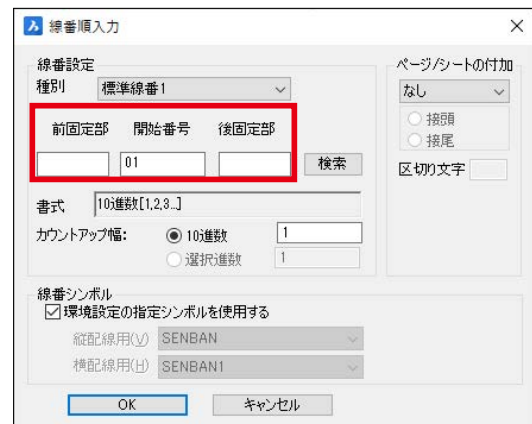 線番順入力
線番設定
種別 標準線番1
前固定部 開始番号 後固定部
01 検索
書式 10進数[1,2,3...]
カウントアップ幅: 10進数 1
選択進数 1
ページ/シートの付加
なし
接頭
接尾
区切り文字
線番シンボル
環境設定の指定シンボルを使用する
縦配線用(V) SENBAN
横配線用(H) SENBAN1
OK キャンセル